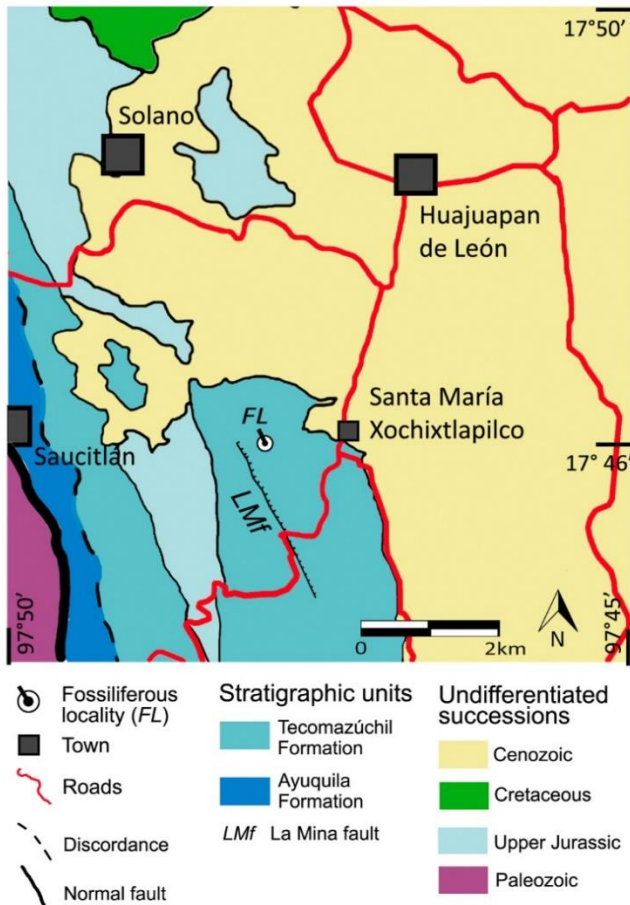 17°50’
Solano
Huajuapan
de León
Santa María
Xochixtlapilco
FL
17° 46’
Saucitlán
LMf
97°50’
97°45’
0 2km
N
Fossiliferous
locality (FL)
Town
Roads
Discordance
Normal fault
Stratigraphic units
Tecomazúchil
Formation
Ayuquila
Formation
LMf La Mina fault
Undifferentiated
successions
Cenozoic
Cretaceous
Upper Jurassic
Paleozoic